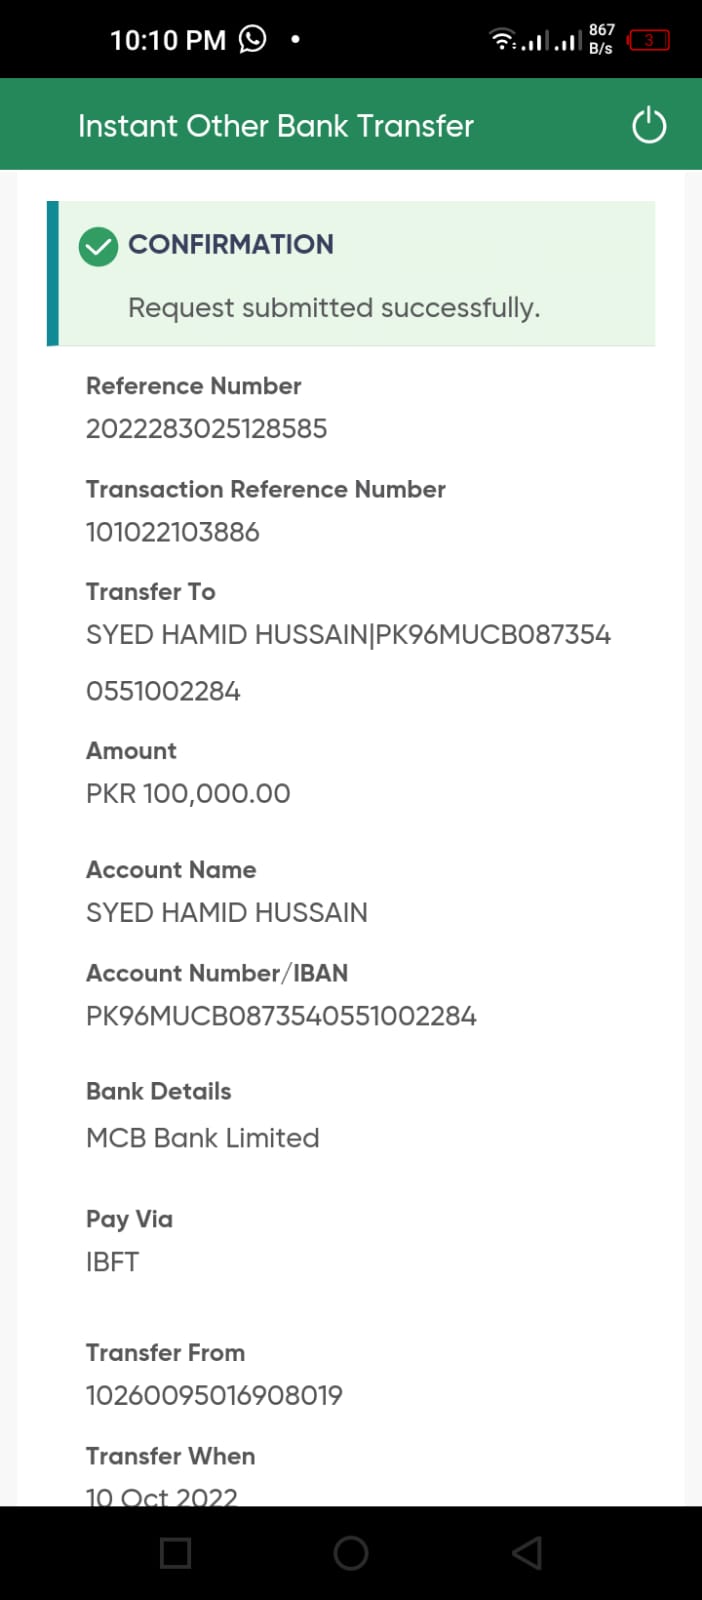 10:10 PM
867
B/s
3
Instant Other Bank Transfer
CONFIRMATION
Request submitted successfully.
Reference Number
2022283025128585
Transaction Reference Number
101022103886
Transfer To
SYED HAMID HUSSAIN|PK96MUCB087354
0551002284
Amount
PKR 100,000.00
Account Name
SYED HAMID HUSSAIN
Account Number/IBAN
PK96MUCB0873540551002284
Bank Details
MCB Bank Limited
Pay Via
IBFT
Transfer From
10260095016908019
Transfer When
10 Oct 2022